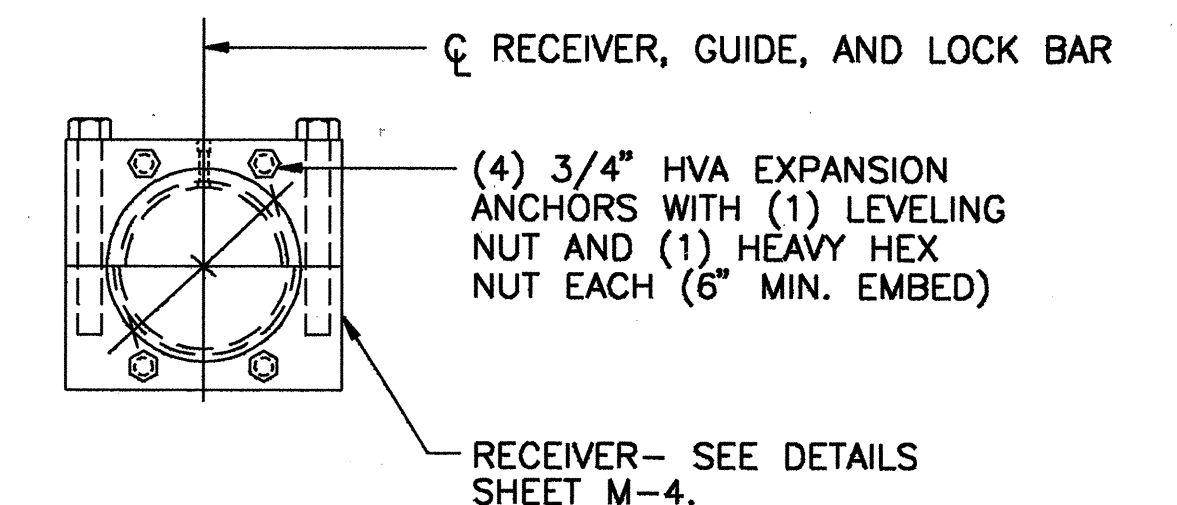 ℄ RECEIVER, GUIDE, AND LOCK BAR
(4) 3/4" HVA EXPANSION
ANCHORS WITH (1) LEVELING
NUT AND (1) HEAVY HEX
NUT EACH (6" MIN. EMBED)
RECEIVER- SEE DETAILS
SHEET M-4.